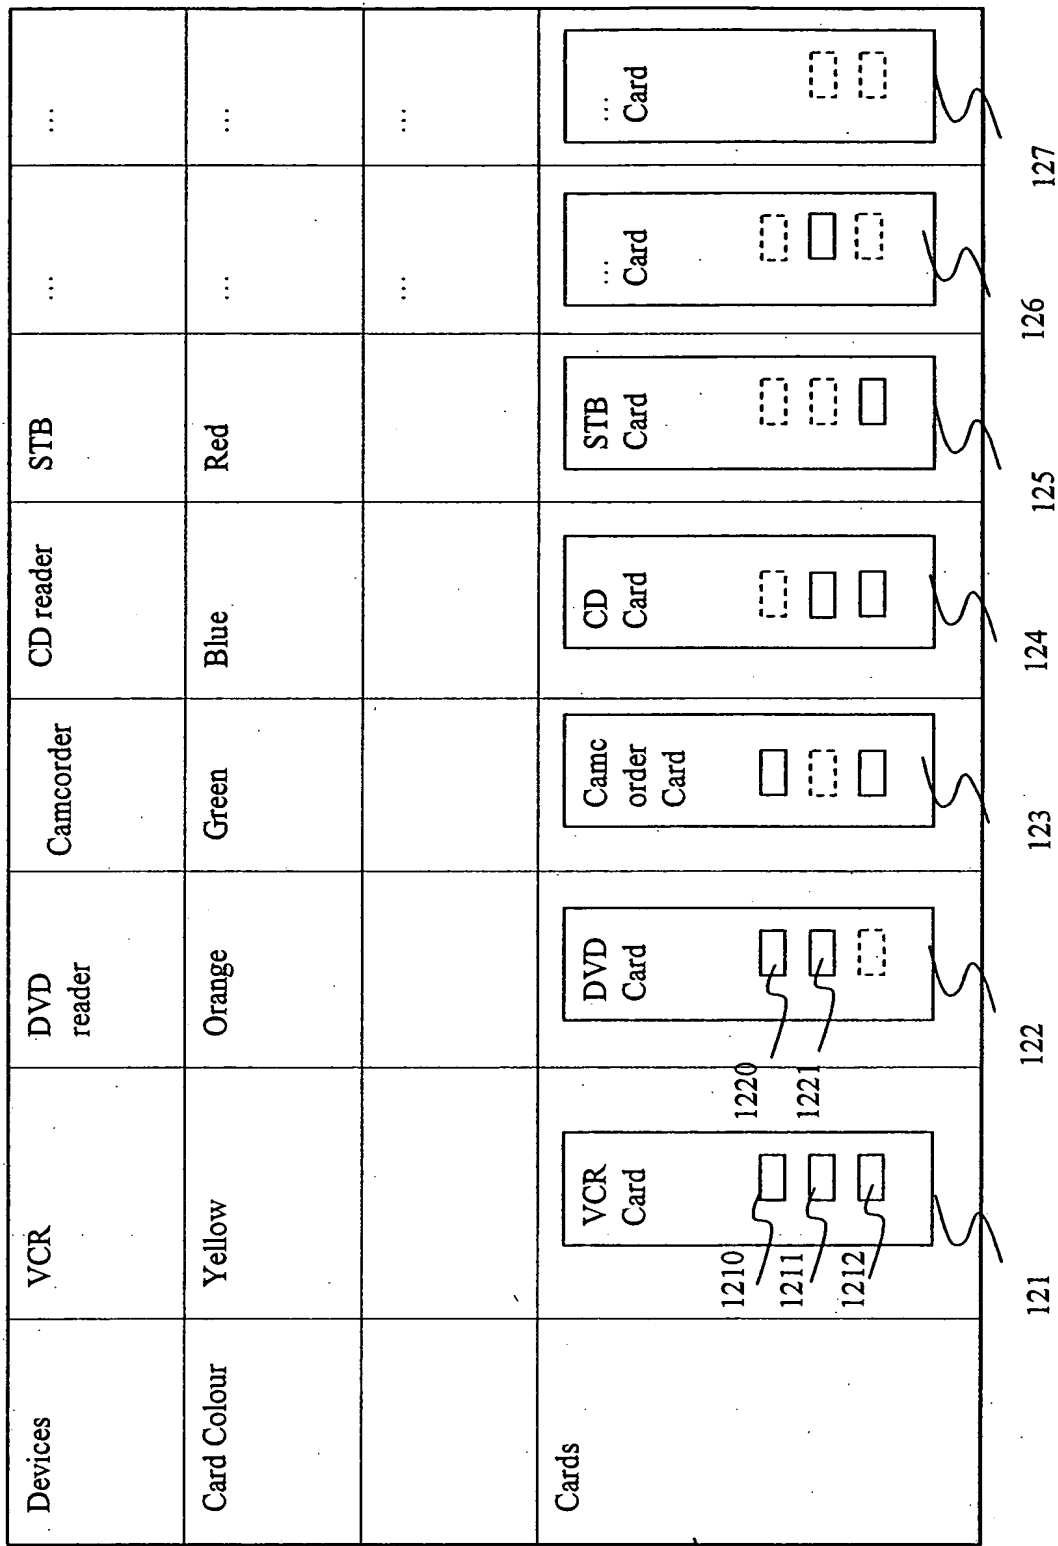 Devices
VCR
DVD
reader
Camcorder
CD reader
STB
...
...
Card Colour
Yellow
Orange
Green
Blue
Red
...
...
...
...
Cards
VCR
Card
1210
1211
1212
DVD
Card
1220
1221
Camc
order
Card
CD
Card
STB
Card
...
Card
...
Card
121
122
123
124
125
126
127